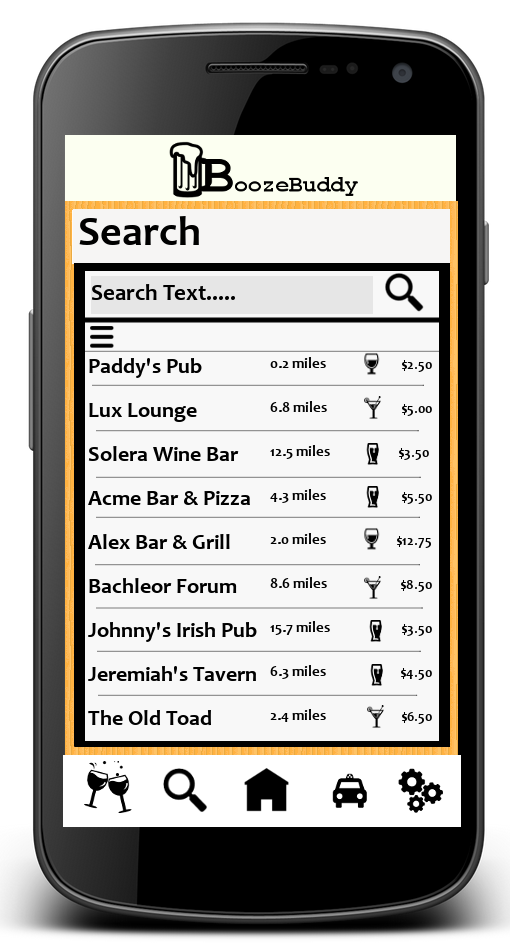 BoozeBuddy
Search
Search Text.....
Paddy's Pub 0.2 miles $2.50
Lux Lounge 6.8 miles $5.00
Solera Wine Bar 12.5 miles $3.50
Acme Bar & Pizza 4.3 miles $5.50
Alex Bar & Grill 2.0 miles $12.75
Bachleor Forum 8.6 miles $8.50
Johnny's Irish Pub 15.7 miles $3.50
Jeremiah's Tavern 6.3 miles $4.50
The Old Toad 2.4 miles $6.50